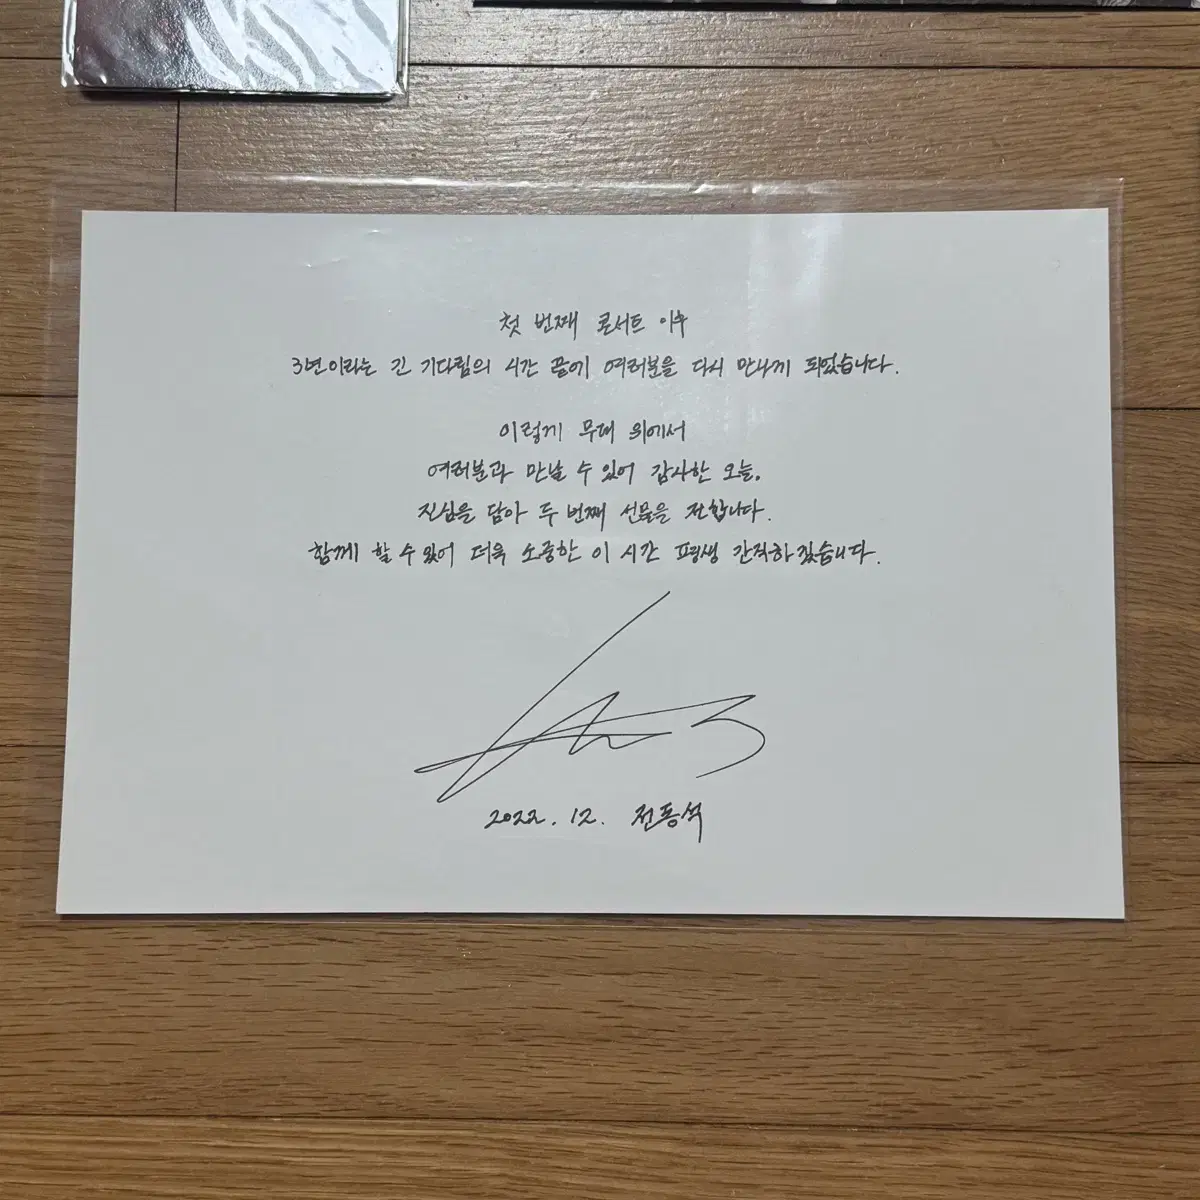 첫 번째 콘서트 이후
3년이라는 긴 기다림의 시간 끝에 여러분을 다시 만나게 되었습니다.
이렇게 무대 위에서
여러분과 만날 수 있어 감사한 오늘,
진심을 담아 두 번째 선물을 전합니다.
함께 할 수 있어 더욱 소중한 이 시간 평생 간직하겠습니다.
2022. 12. 전동석